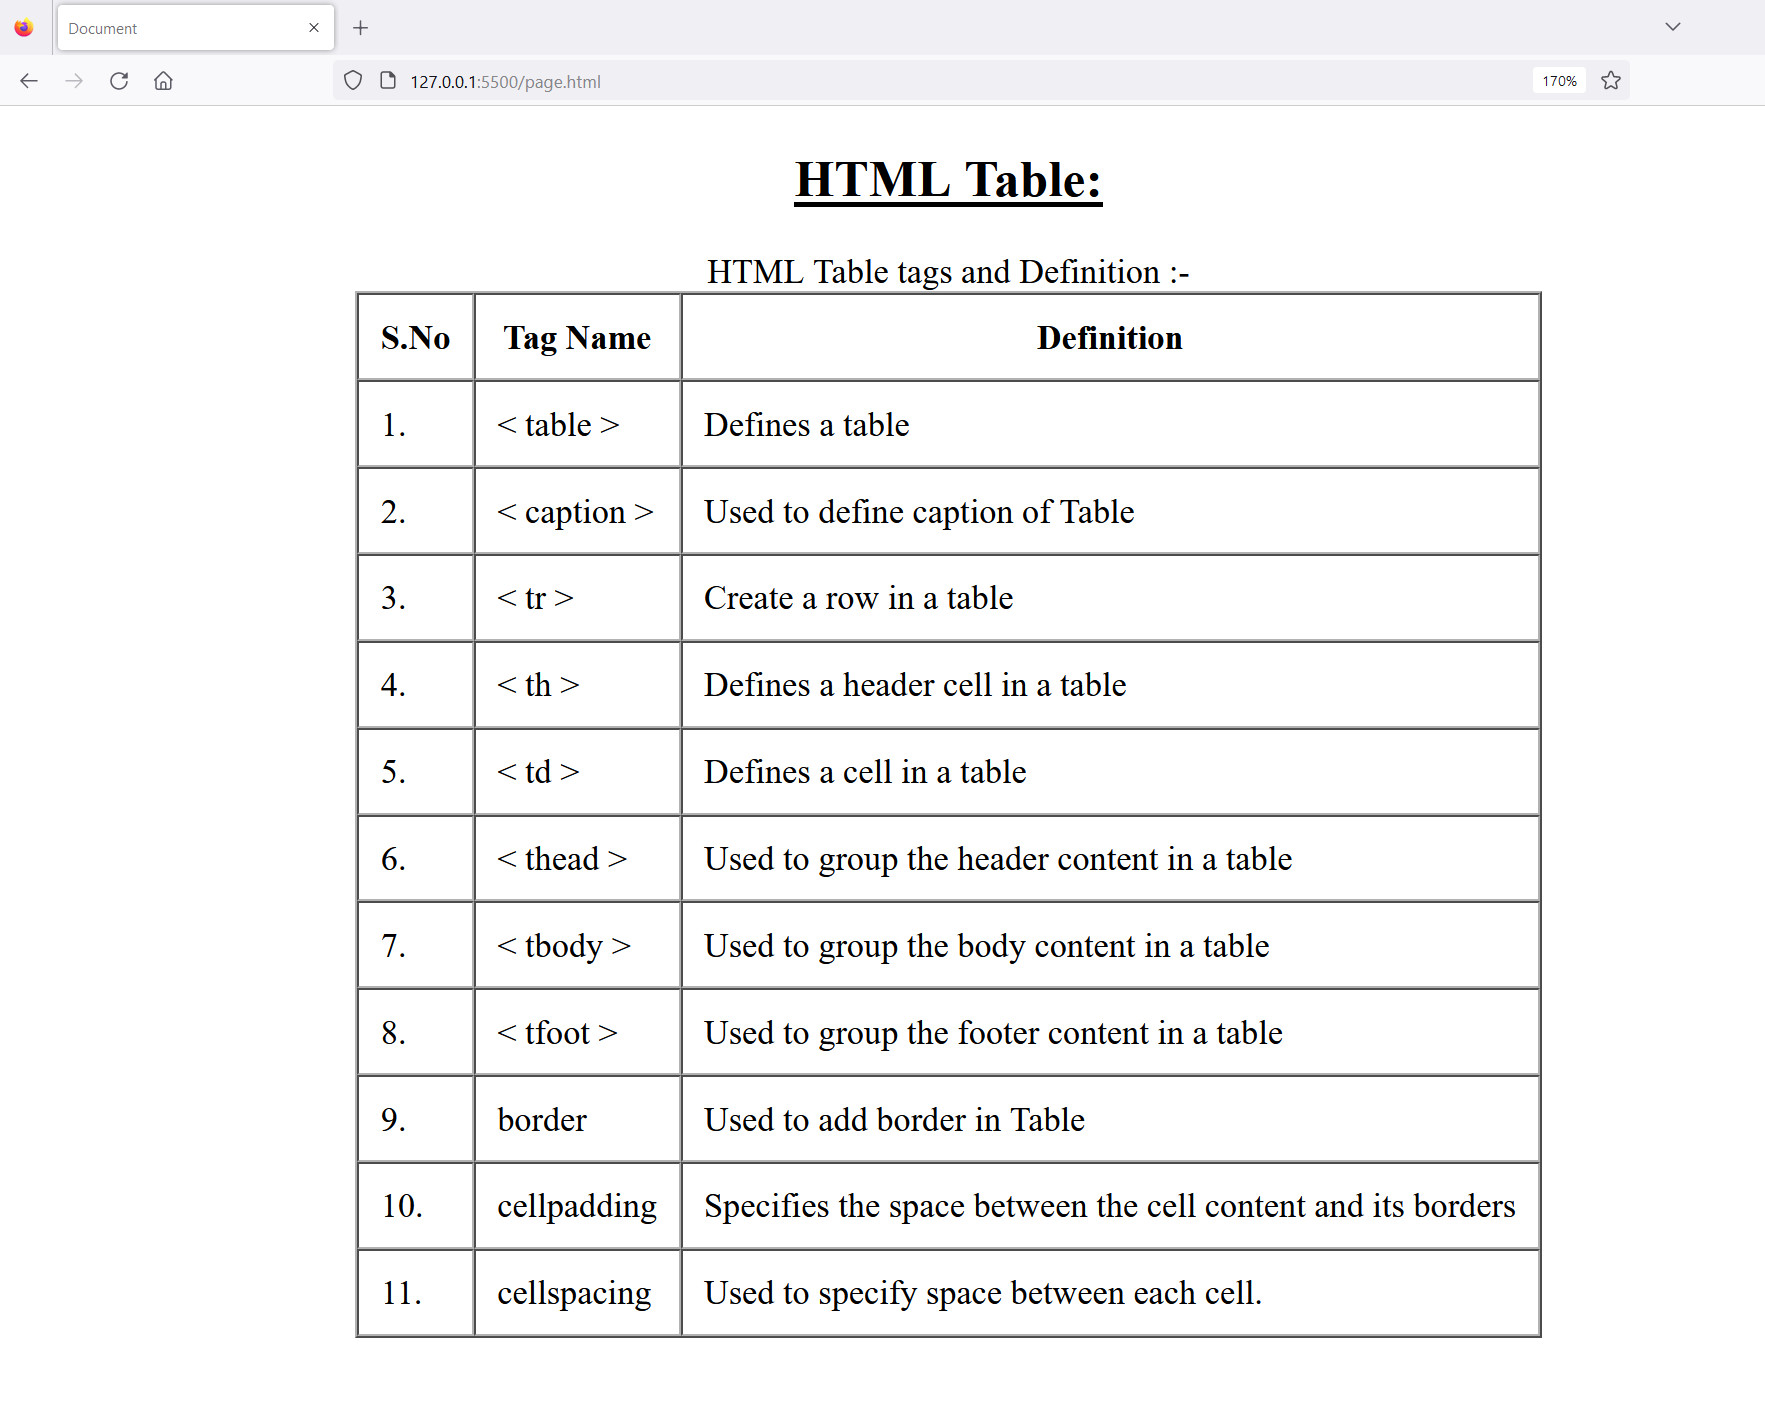 Document
127.0.0.1:5500/page.html
170%
HTML Table:
HTML Table tags and Definition :-
S.No Tag Name Definition
1. < table > Defines a table
2. < caption > Used to define caption of Table
3. < tr > Create a row in a table
4. < th > Defines a header cell in a table
5. < td > Defines a cell in a table
6. < thead > Used to group the header content in a table
7. < tbody > Used to group the body content in a table
8. < tfoot > Used to group the footer content in a table
9. border Used to add border in Table
10. cellpadding Specifies the space between the cell content and its borders
11. cellspacing Used to specify space between each cell.